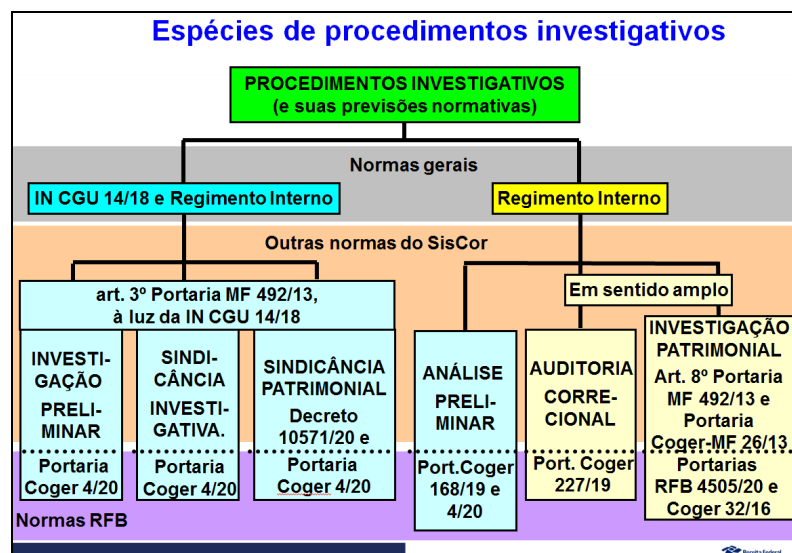 Espécies de procedimentos investigativos
PROCEDIMENTOS INVESTIGATIVOS
(e suas previsões normativas)
Normas gerais
IN CGU 14/18 e Regimento Interno
Regimento Interno
Outras normas do SisCor
art. 3º Portaria MF 492/13,
à luz da IN CGU 14/18
Em sentido amplo
INVESTI-
GAÇÃO
PRELI-
MINAR
Portaria
Coger 4/20
SINDI-
CÂNCIA
INVESTI-
GATIVA.
Portaria
Coger 4/20
SINDICÂNCIA
PATRIMONIAL
Decreto
10571/20 e
Portaria
Coger 4/20
ANÁLISE
PRELI-
MINAR
Port.Coger
168/19 e
4/20
AUDITORIA
CORRE-
CIONAL
Port. Coger
227/19
INVESTIGAÇÃO
PATRIMONIAL
Art. 8º Portaria
MF 492/13 e
Portaria
Coger-MF 26/13
Portarias
RFB 4505/20 e
Coger 32/16
Normas RFB
Receita Federal